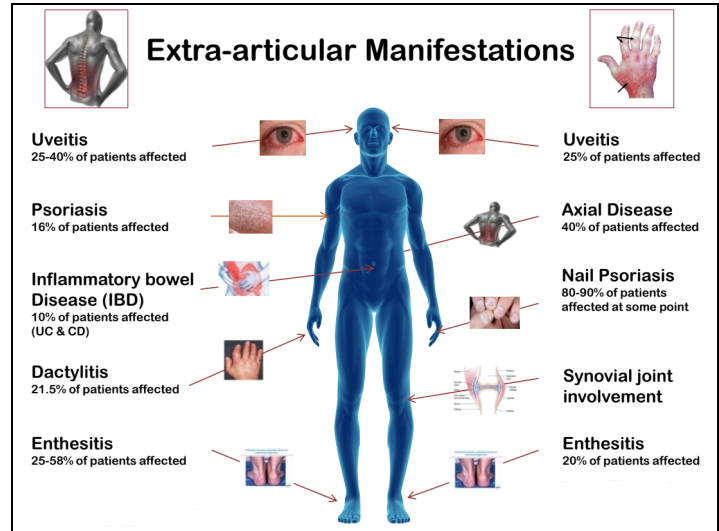 Extra-articular Manifestations
Uveitis
25-40% of patients affected
Psoriasis
16% of patients affected
Inflammatory bowel
Disease (IBD)
10% of patients affected
(UC & CD)
Dactylitis
21.5% of patients affected
Enthesitis
25-58% of patients affected
Uveitis
25% of patients affected
Axial Disease
40% of patients affected
Nail Psoriasis
80-90% of patients
affected at some point
Synovial joint
involvement
Enthesitis
20% of patients affected